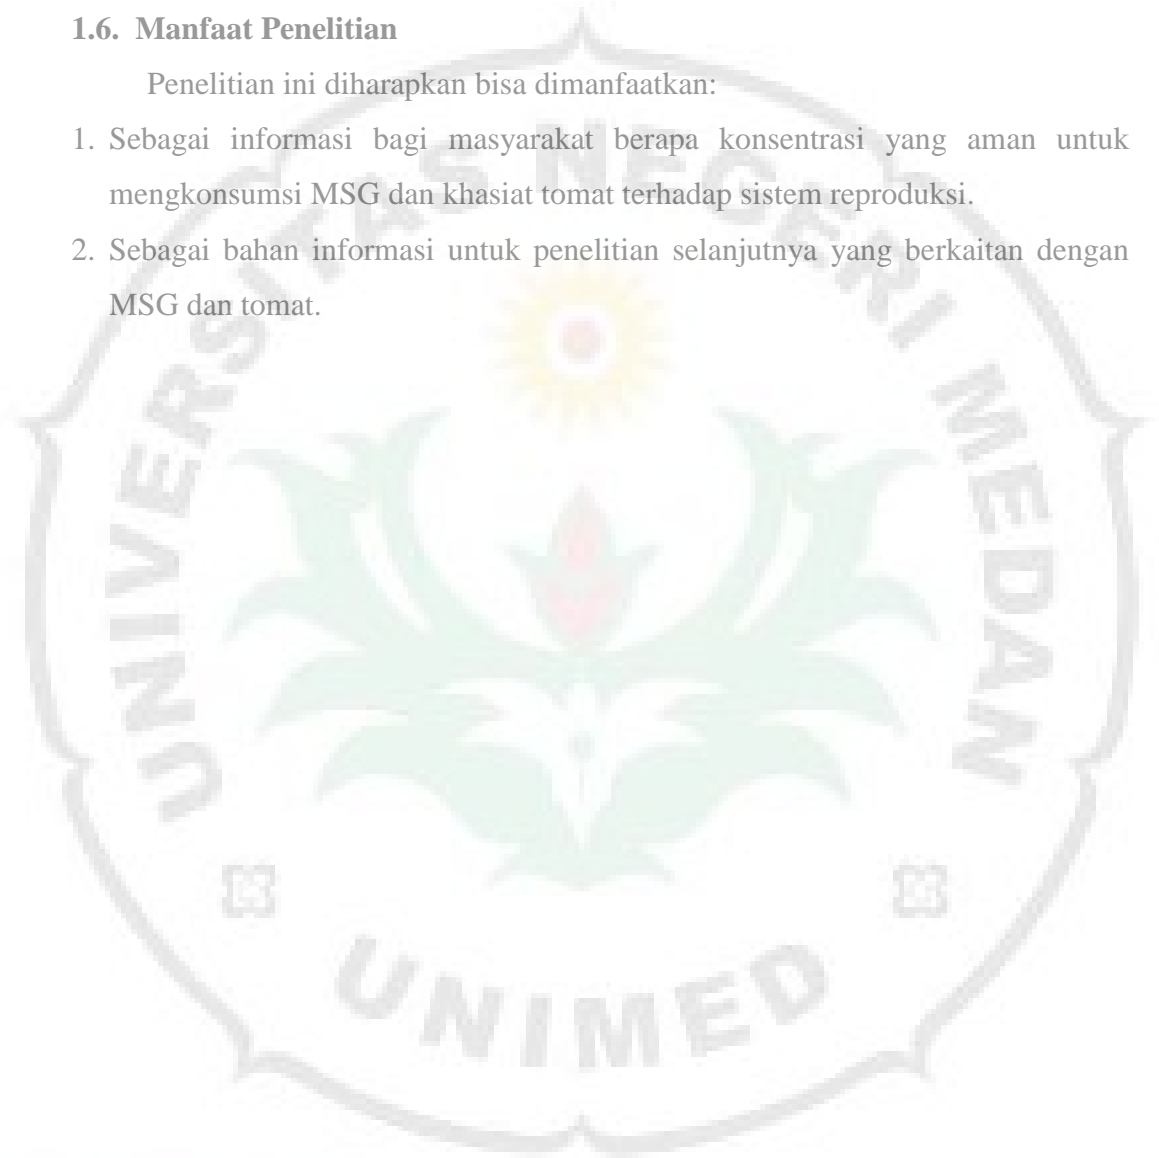 1.6. Manfaat Penelitian
Penelitian ini diharapkan bisa dimanfaatkan:
1. Sebagai informasi bagi masyarakat berapa konsentrasi yang aman untuk
mengkonsumsi MSG dan khasiat tomat terhadap sistem reproduksi.
2. Sebagai bahan informasi untuk penelitian selanjutnya yang berkaitan dengan
MSG dan tomat.
UNIVERSITAS NEGERI MEDAN
UNIMED